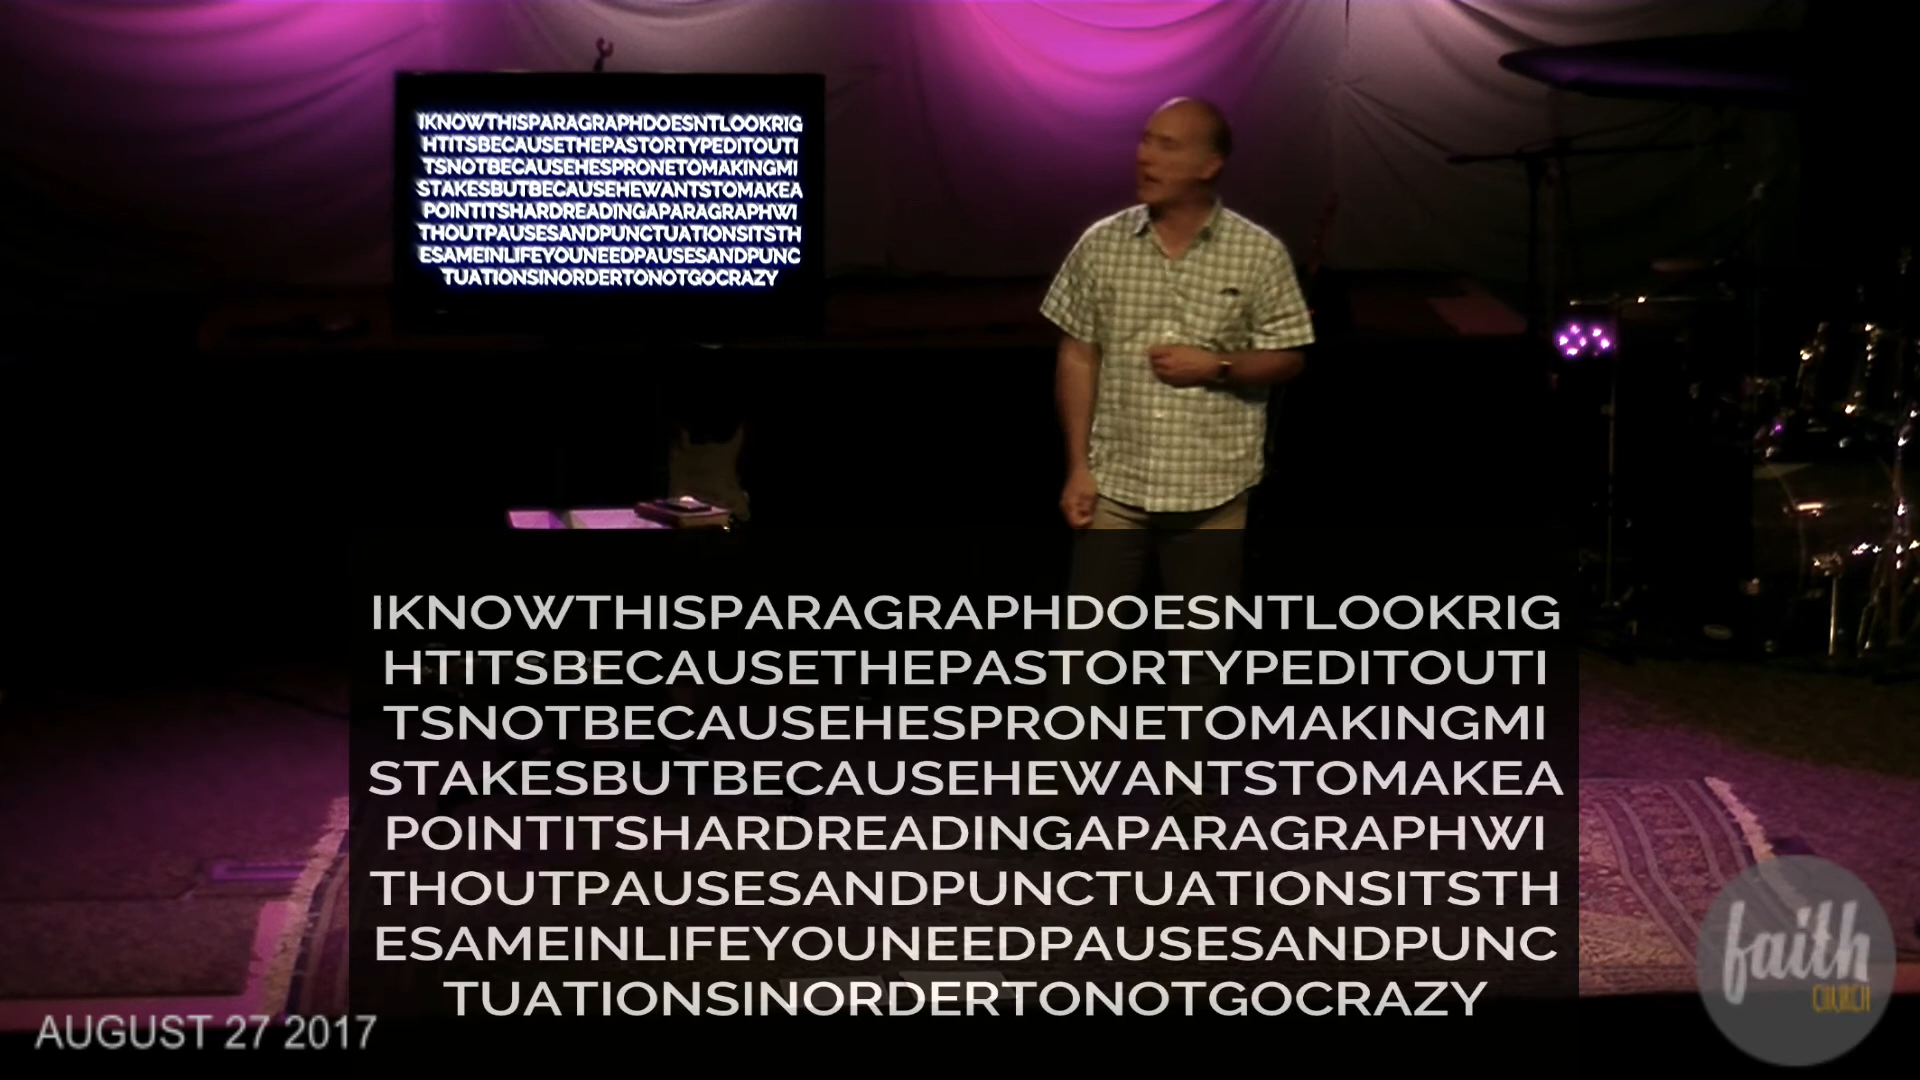 IKNOWTHISPARAGRAPHDOESNTLOOKRIG
HTITSBECAUSETHEPASTORTYPEDITOUTI
TSNOTBECAUSEHESPRONETOMAKINGMI
STAKESBUTBECAUSEHEWANTSTOMAKEA
POINTITSHARDREADINGAPARAGRAPHWI
THOUTPAUSESANDPUNCTUATIONSITSTH
ESAMEINLIFEYOUNEEDPAUSESANDPUNC
TUATIONSINORDERTONOTGOCRAZY
IKNOWTHISPARAGRAPHDOESNTLOOKRIG
HTITSBECAUSETHEPASTORTYPEDITOUTI
TSNOTBECAUSEHESPRONETOMAKINGMI
STAKESBUTBECAUSEHEWANTSTOMAKEA
POINTITSHARDREADINGAPARAGRAPHWI
THOUTPAUSESANDPUNCTUATIONSITSTH
ESAMEINLIFEYOUNEEDPAUSESANDPUNC
TUATIONSINORDERTONOTGOCRAZY
AUGUST 27 2017
faith
CHURCH